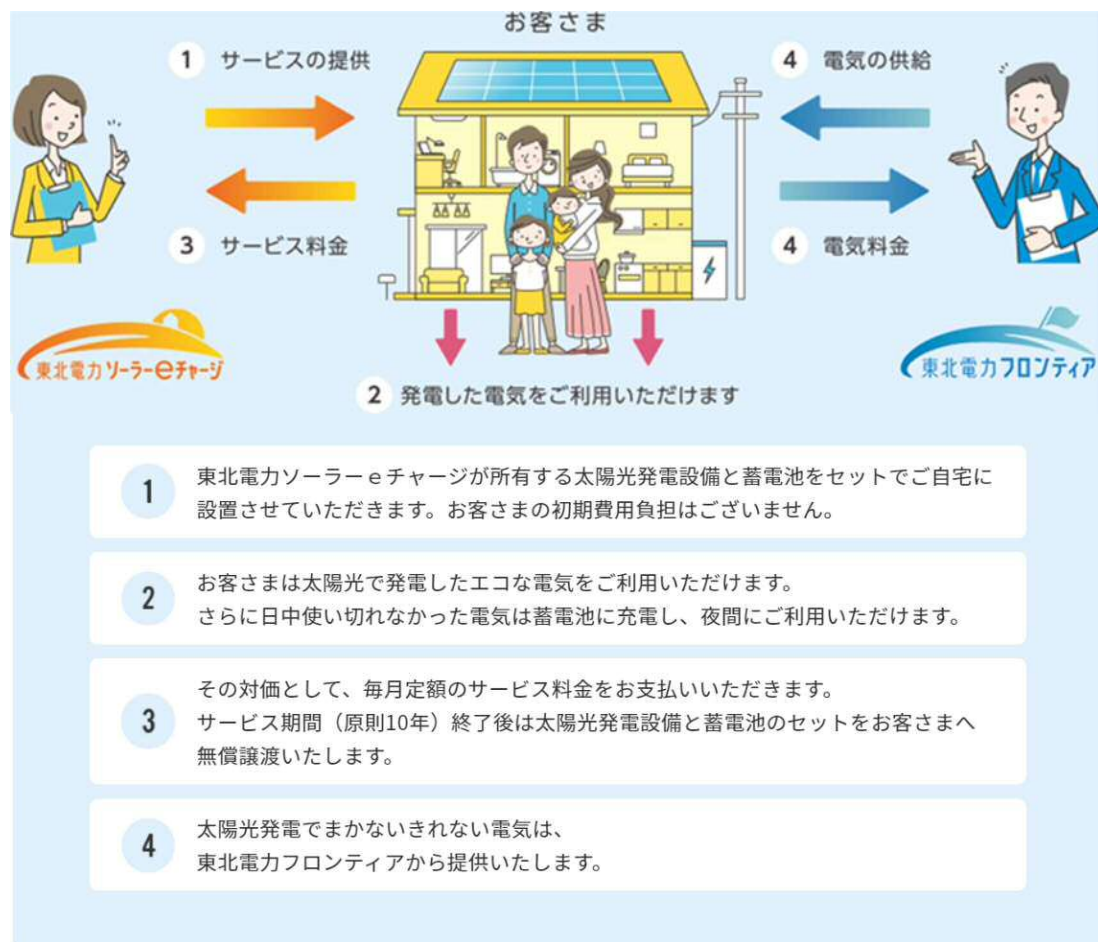 お客さま
1 サービスの提供
4 電気の供給
3 サービス料金
4 電気料金
東北電力ソーラーeチャージ
東北電力フロンティア
2 発電した電気をご利用いただけます
1
東北電力ソーラーｅチャージが所有する太陽光発電設備と蓄電池をセットでご自宅に
設置させていただきます。お客さまの初期費用負担はございません。
2
お客さまは太陽光で発電したエコな電気をご利用いただけます。
さらに日中使い切れなかった電気は蓄電池に充電し、夜間にご利用いただけます。
3
その対価として、毎月定額のサービス料金をお支払いいただきます。
サービス期間（原則10年）終了後は太陽光発電設備と蓄電池のセットをお客さまへ
無償譲渡いたします。
4
太陽光発電でまかないきれない電気は、
東北電力フロンティアから提供いたします。